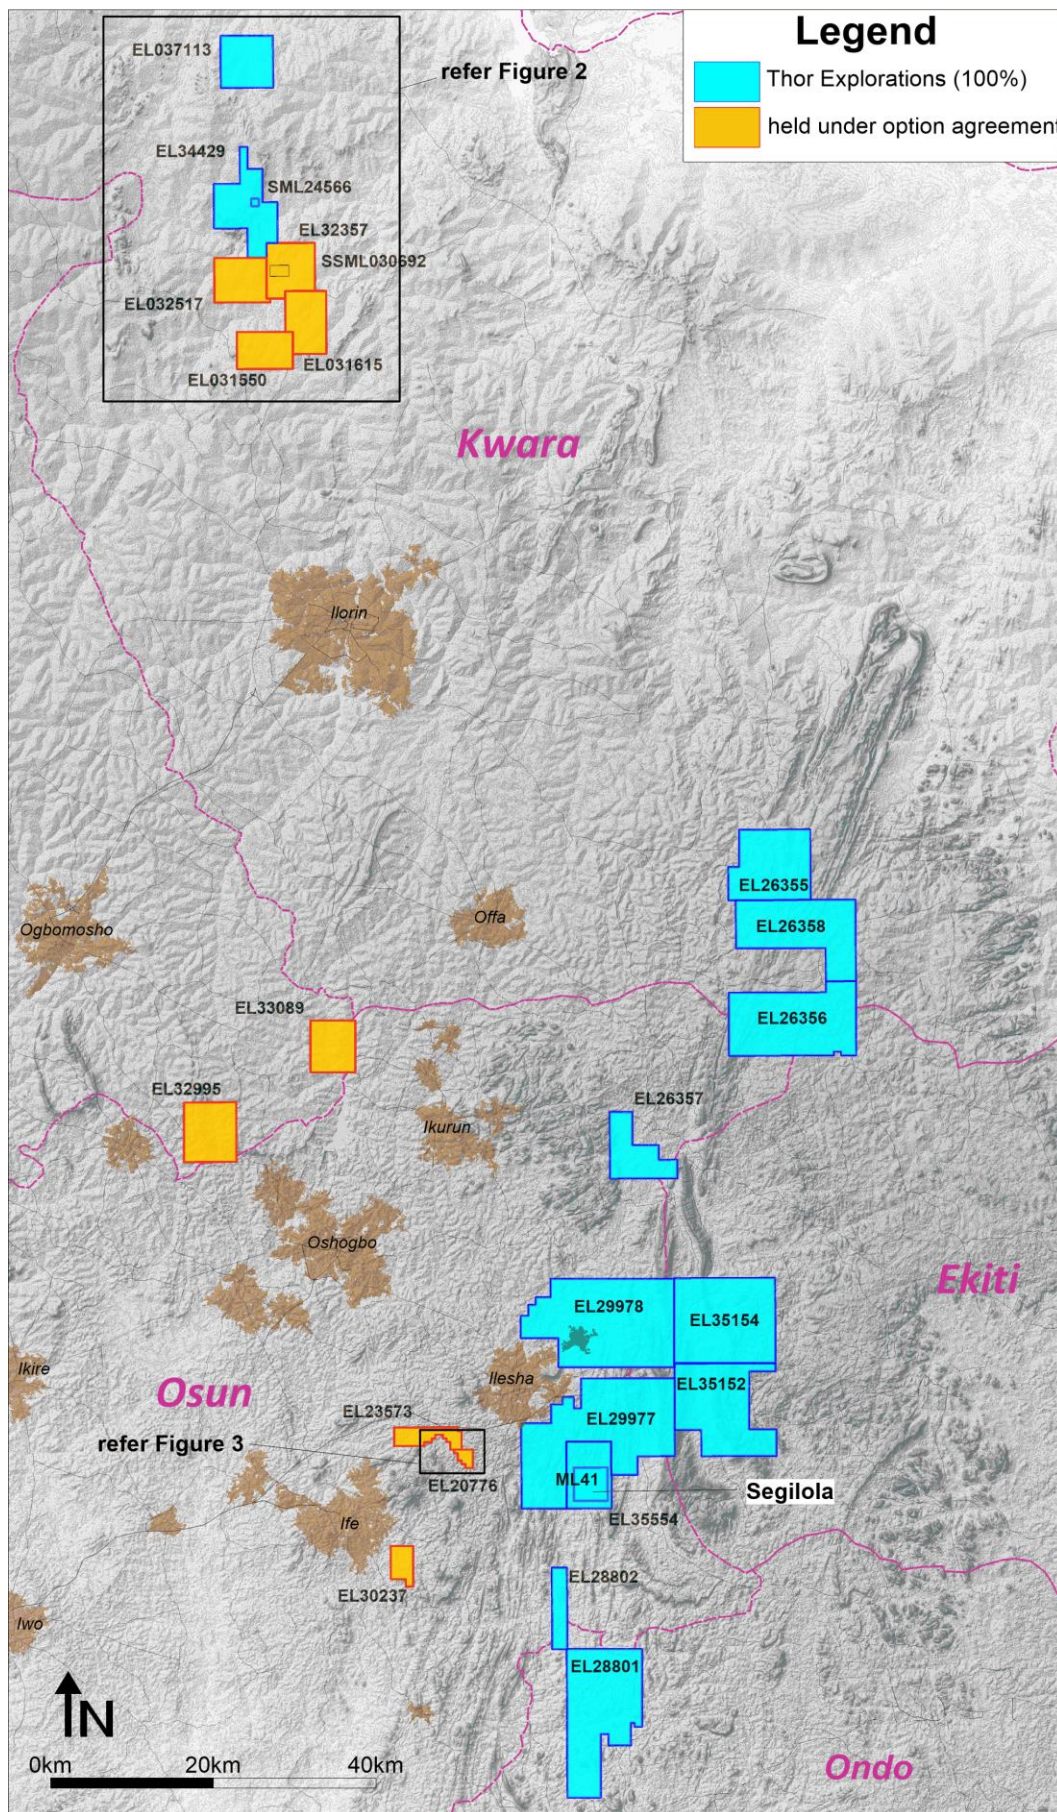 Legend
EL037113
refer Figure 2
Thor Explorations (100%)
held under option agreement
EL34429
SML24566
EL32357
SSML030692
EL032517
EL031615
EL031550
Kwara
Ilorin
EL26355
Offa
Ogbomosho
EL26358
EL33089
EL26356
EL32995
EL26357
Ikurun
Oshogbo
Ekiti
EL29978
EL35154
Ikire
Ilesha
EL35152
Osun
EL23573
EL29977
refer Figure 3
EL20776
ML41
Segilola
EL35554
Ife
EL28802
EL30237
Iwo
EL28801
N
0km
20km
40km
Ondo